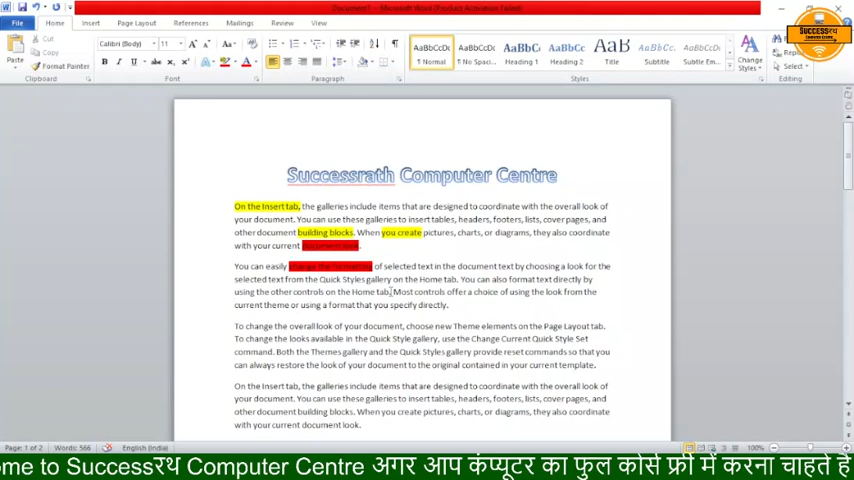 Document1 - Microsoft Word (Product Activation Failed)
File Home Insert Page Layout References Mailings Review View
Success रथ
Computer Centre
Paste
Cut
Copy
Format Painter
Clipboard
Calibri (Body) 11
Font
Paragraph
AaBbCcDc AaBbCcDc AaBbC AaBbCc AaB AaBbCc. AaBbCcDc
¶ Normal ¶ No Spaci... Heading 1 Heading 2 Title Subtitle Subtle Em...
Styles
Change
Styles
Select
Editing
Successrath Computer Centre
On the Insert tab, the galleries include items that are designed to coordinate with the overall look of
your document. You can use these galleries to insert tables, headers, footers, lists, cover pages, and
other document building blocks. When you create pictures, charts, or diagrams, they also coordinate
with your current document look.
You can easily change the formatting of selected text in the document text by choosing a look for the
selected text from the Quick Styles gallery on the Home tab. You can also format text directly by
using the other controls on the Home tab. Most controls offer a choice of using the look from the
current theme or using a format that you specify directly.
To change the overall look of your document, choose new Theme elements on the Page Layout tab.
To change the looks available in the Quick Style gallery, use the Change Current Quick Style Set
command. Both the Themes gallery and the Quick Styles gallery provide reset commands so that you
can always restore the look of your document to the original contained in your current template.
On the Insert tab, the galleries include items that are designed to coordinate with the overall look of
your document. You can use these galleries to insert tables, headers, footers, lists, cover pages, and
other document building blocks. When you create pictures, charts, or diagrams, they also coordinate
with your current document look.
Page: 1 of 2 Words: 566 English (India) 100%
ome to Successरथ Computer Centre अगर आप कंप्यूटर का फुल कोर्स फ्री में करना चाहते है